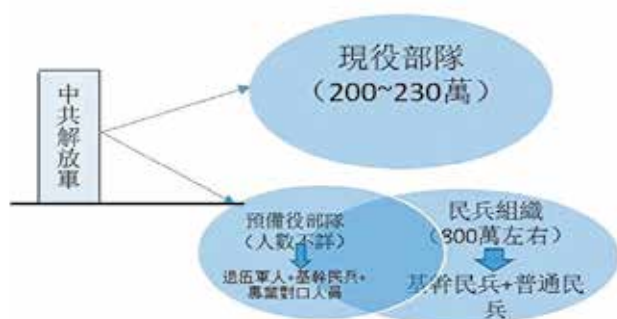 中共解放軍
現役部隊
（200~230萬）
預備役部隊
（人數不詳）
退伍軍人+基幹民兵+
專業對口人員
民兵組織
（800萬左右）
基幹民兵+普通民
兵